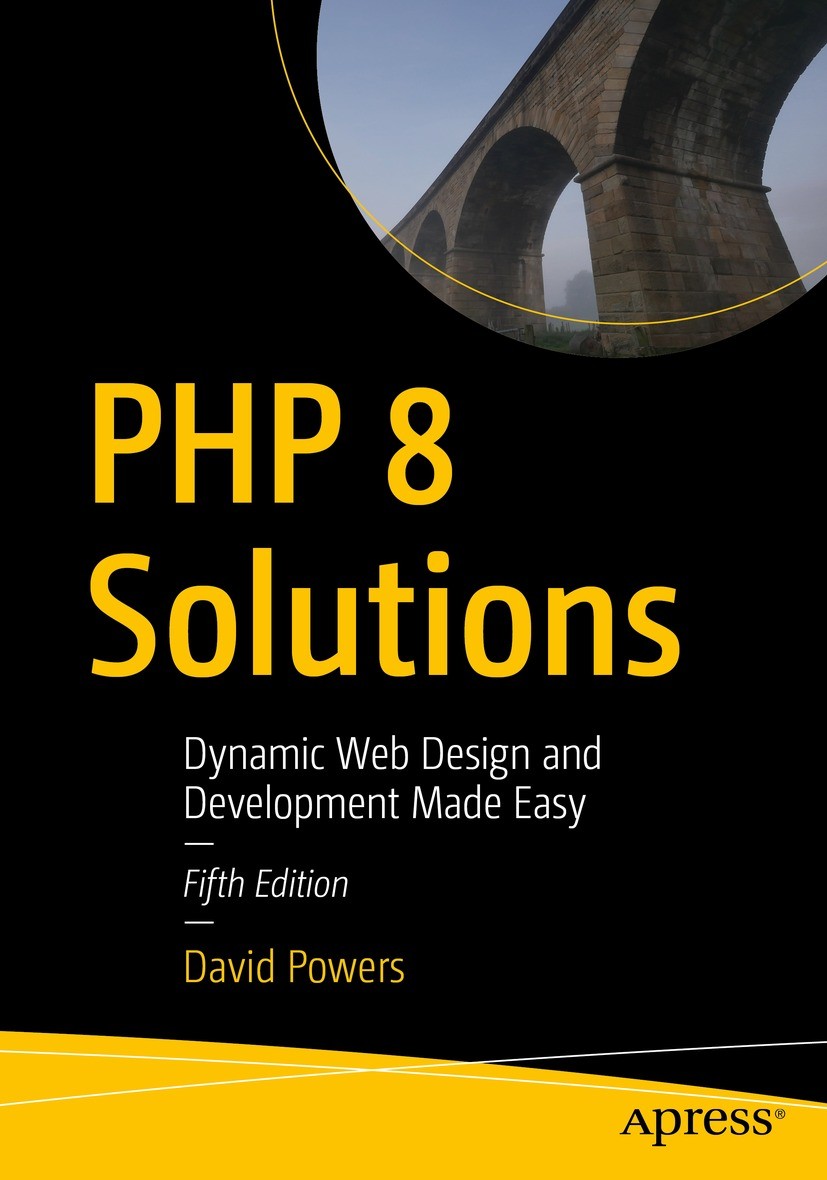 PHP 8
Solutions
Dynamic Web Design and
Development Made Easy
—
Fifth Edition
—
David Powers
Apress®